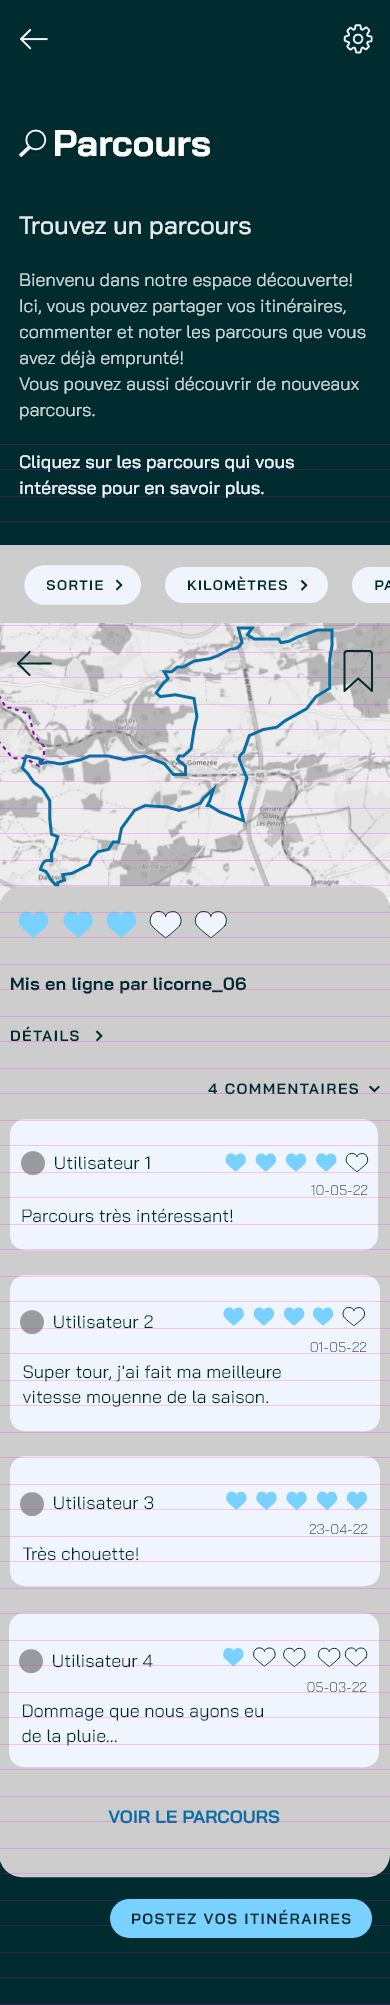 Parcours
Trouvez un parcours
Bienvenu dans notre espace découverte!
Ici, vous pouvez partager vos itinéraires,
commenter et noter les parcours que vous
avez déjà emprunté!
Vous pouvez aussi découvrir de nouveaux
parcours.
Cliquez sur les parcours qui vous
intéresse pour en savoir plus.
SORTIE
KILOMÈTRES
PA
Gomezée
N5
Mis en ligne par licorne_06
DÉTAILS
4 COMMENTAIRES
Utilisateur 1
10-05-22
Parcours très intéressant!
Utilisateur 2
01-05-22
Super tour, j'ai fait ma meilleure
vitesse moyenne de la saison.
Utilisateur 3
23-04-22
Très chouette!
Utilisateur 4
05-03-22
Dommage que nous ayons eu
de la pluie...
VOIR LE PARCOURS
POSTEZ VOS ITINÉRAIRES